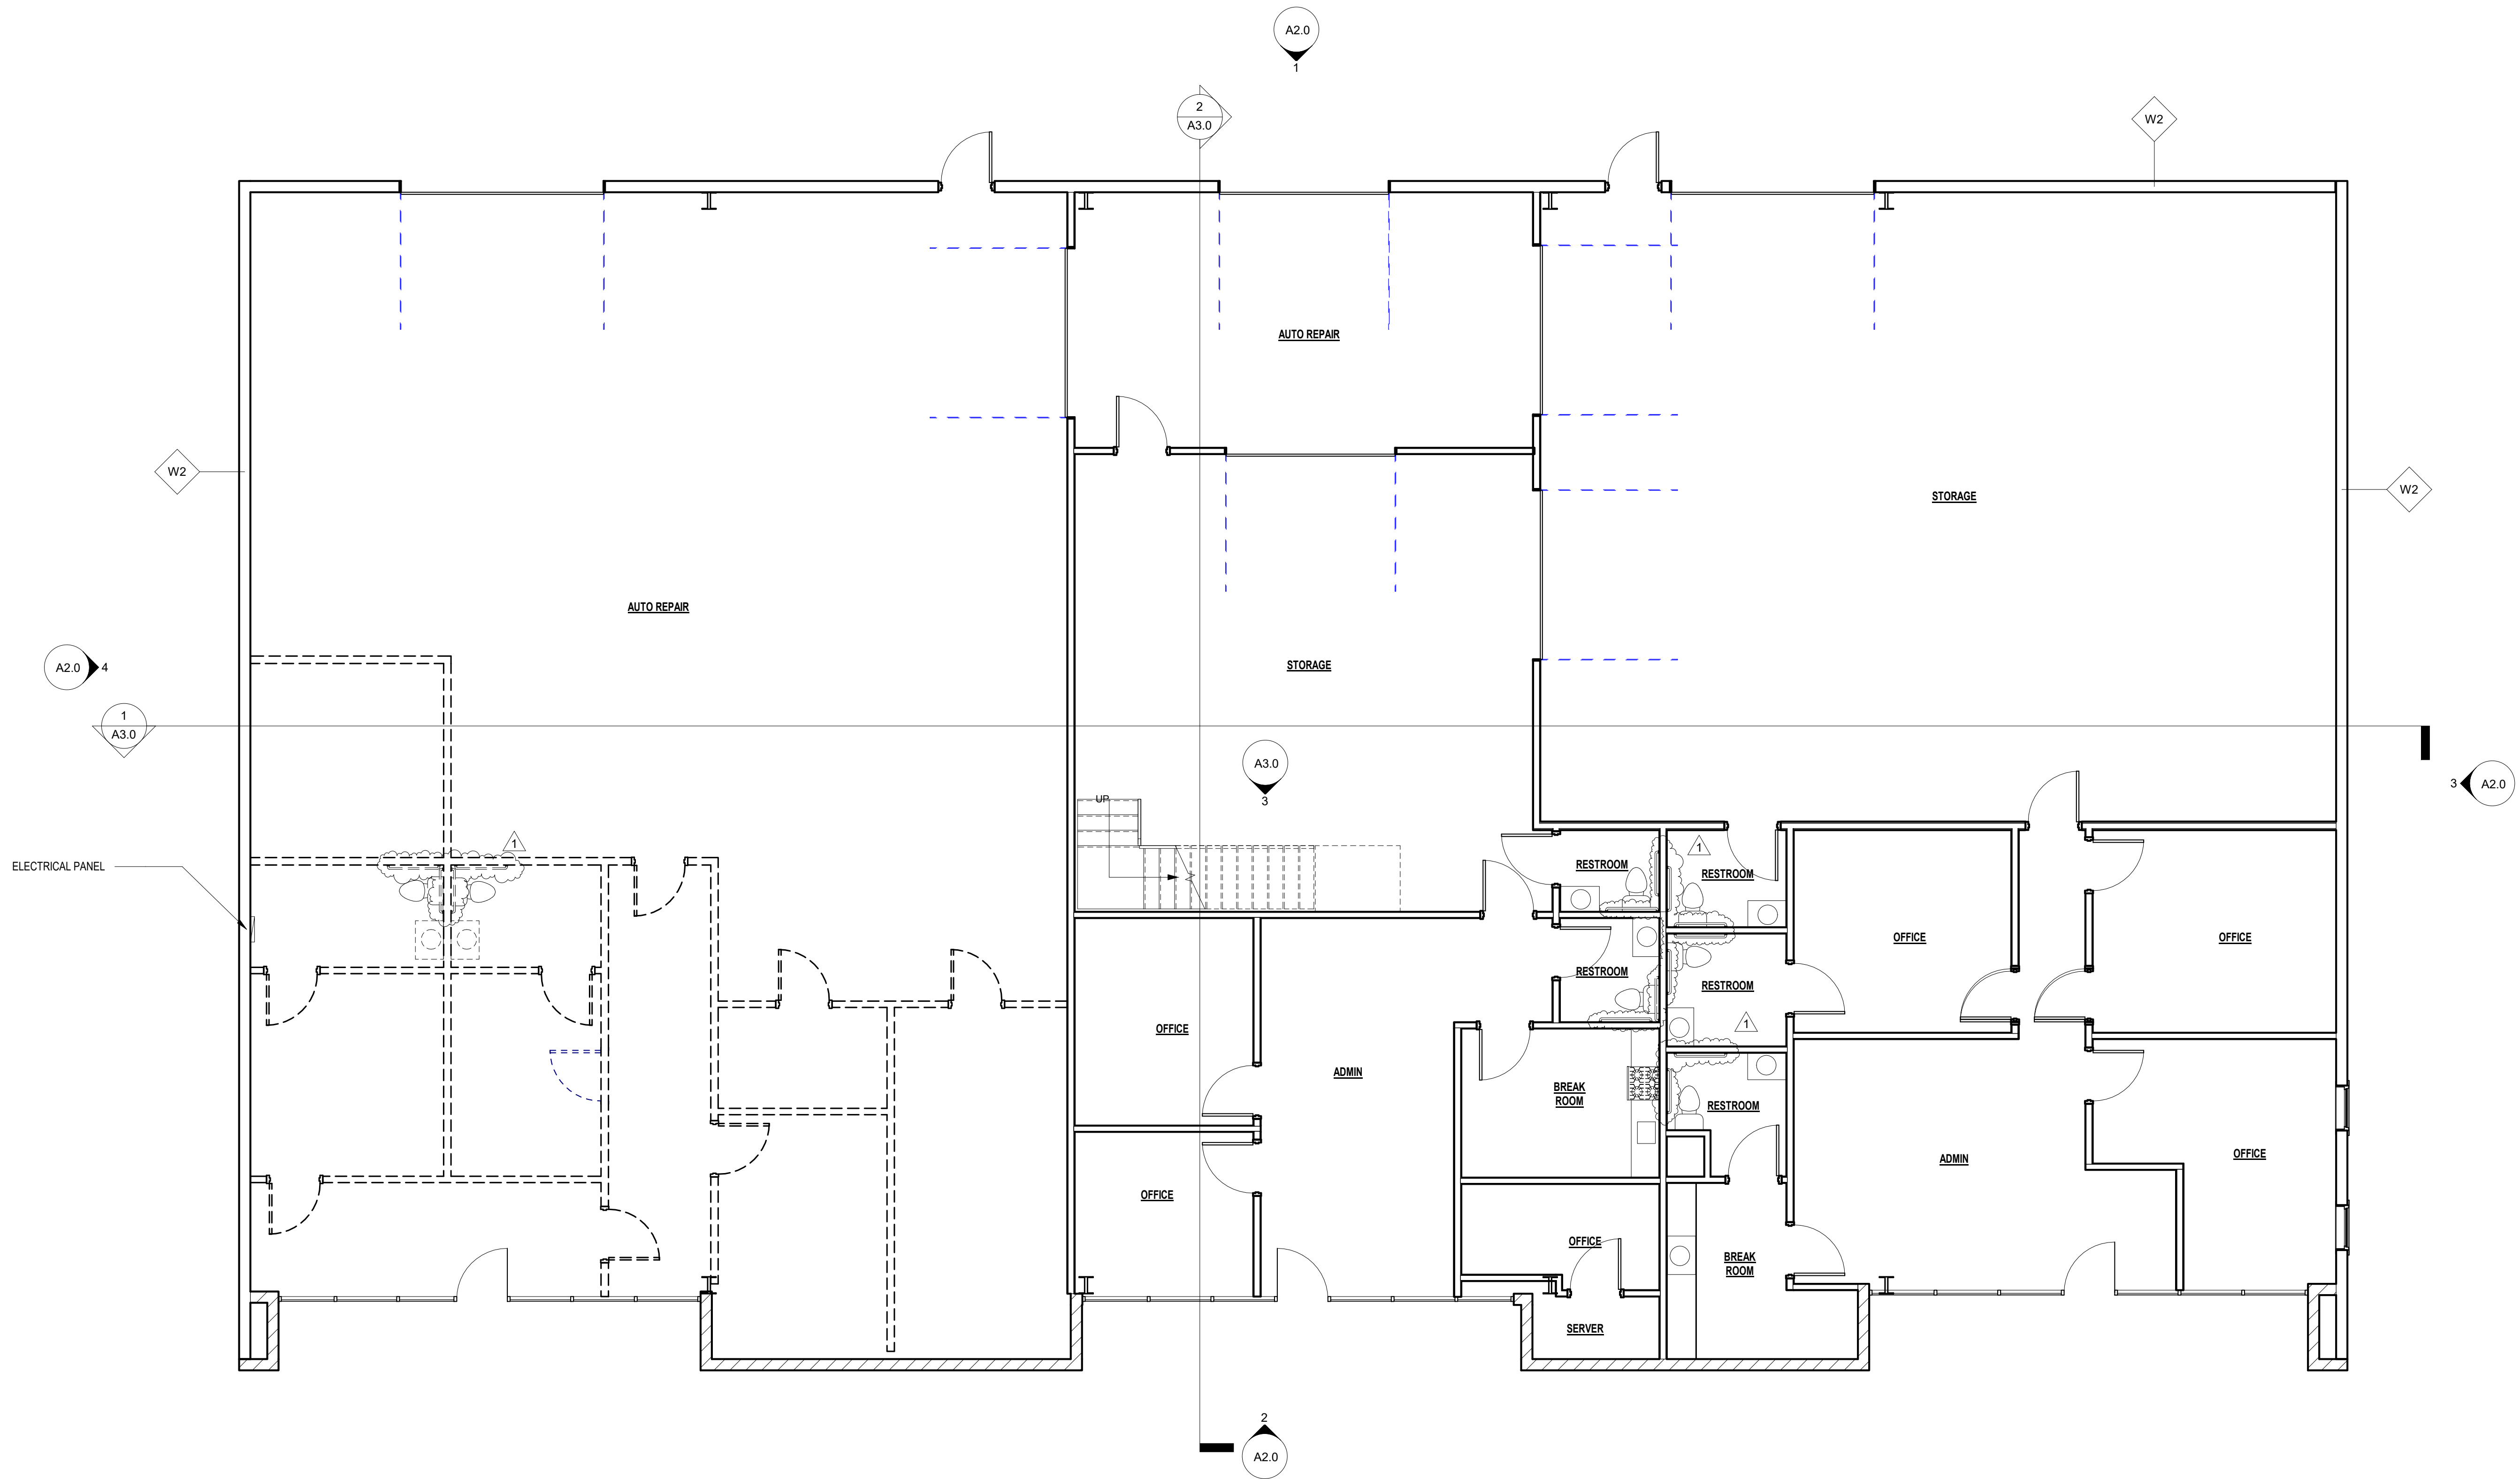 A2.0
1
2
A3.0
W2
AUTO REPAIR
W2
STORAGE
W2
AUTO REPAIR
STORAGE
A2.0
4
1
A3.0
A3.0
3
3
A2.0
UP
1
1
ELECTRICAL PANEL
RESTROOM
RESTROOM
OFFICE
OFFICE
RESTROOM
RESTROOM
OFFICE
1
ADMIN
BREAK
ROOM
RESTROOM
ADMIN
OFFICE
OFFICE
OFFICE
BREAK
ROOM
SERVER
2
A2.0